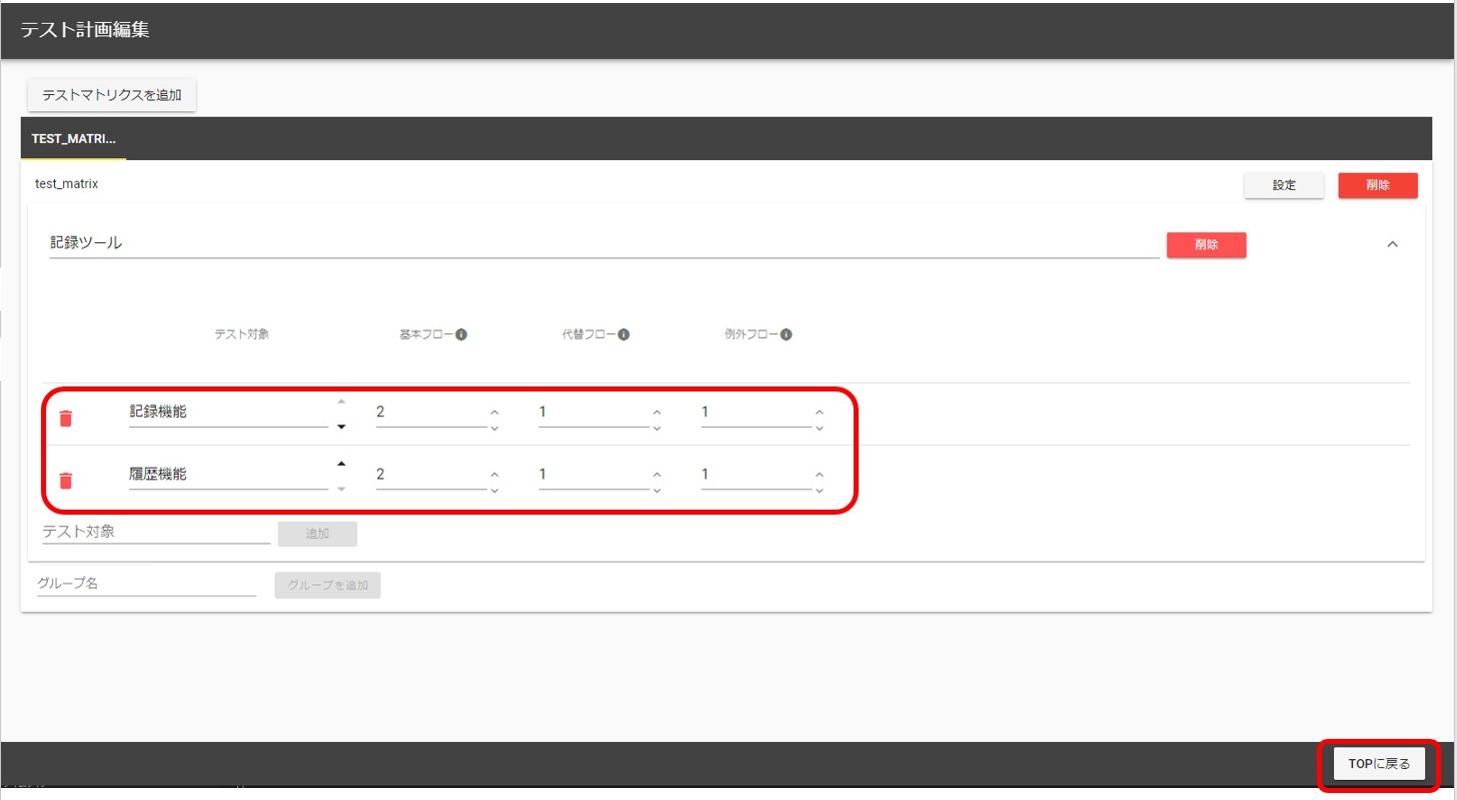 テスト計画編集
テストマトリクスを追加
TEST_MATRI...
test_matrix
設定
削除
記録ツール
削除
テスト対象 基本フロー 代替フロー 例外フロー
記録機能 2 1 1
履歴機能 2 1 1
テスト対象 追加
グループ名 グループを追加
TOPに戻る